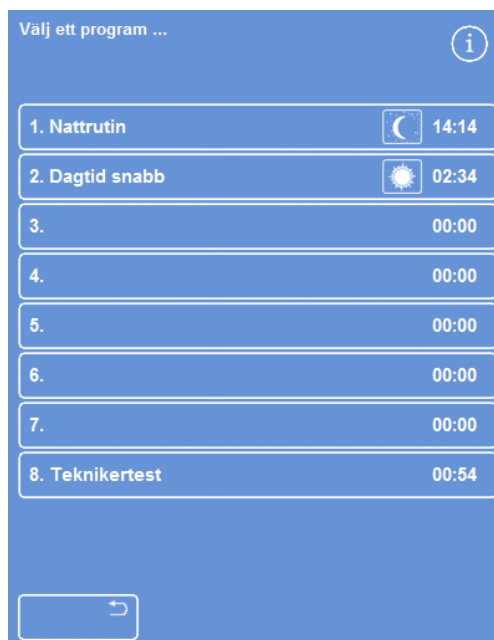 Välj ett program ...
i
1. Nattrutin 14:14
2. Dagtid snabb 02:34
3. 00:00
4. 00:00
5. 00:00
6. 00:00
7. 00:00
8. Teknikertest 00:54